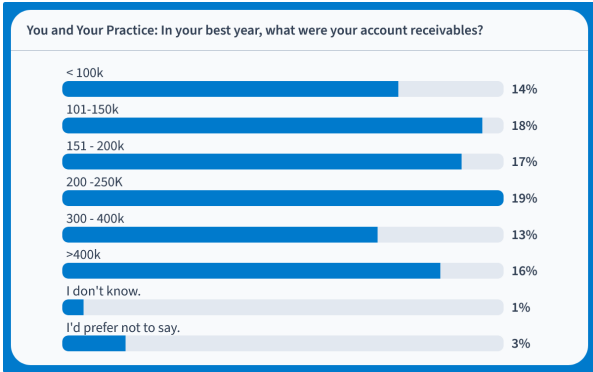 You and Your Practice: In your best year, what were your account receivables?
< 100k
14%
101-150k
18%
151 - 200k
17%
200 -250K
19%
300 - 400k
13%
>400k
16%
I don't know.
1%
I'd prefer not to say.
3%